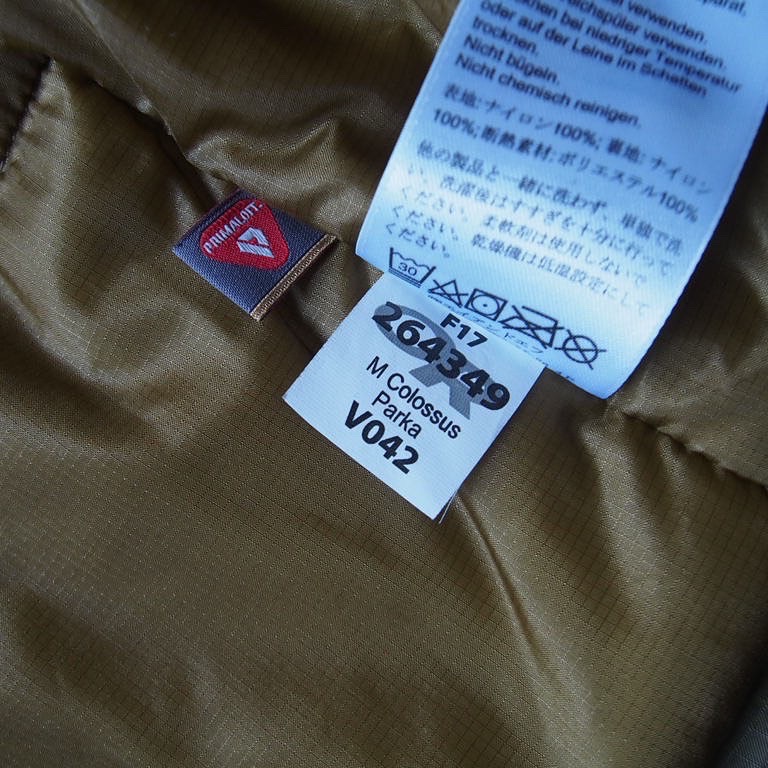 oder auf der Leine im Schatten
trocknen.
Nicht bügeln.
Nicht chemisch reinigen.
表地: ナイロン100%; 裏地: ナイロン
100%; 断熱素材: ポリエステル100%
他の製品と一緒に洗わず、単独で洗
い、洗濯後はすすぎを十分に行って
ください。柔軟剤は使用しないで
ください。乾燥機は低温設定にして
ください。
30
PRIMALOFT
F17
264349
M Colossus
Parka
V042